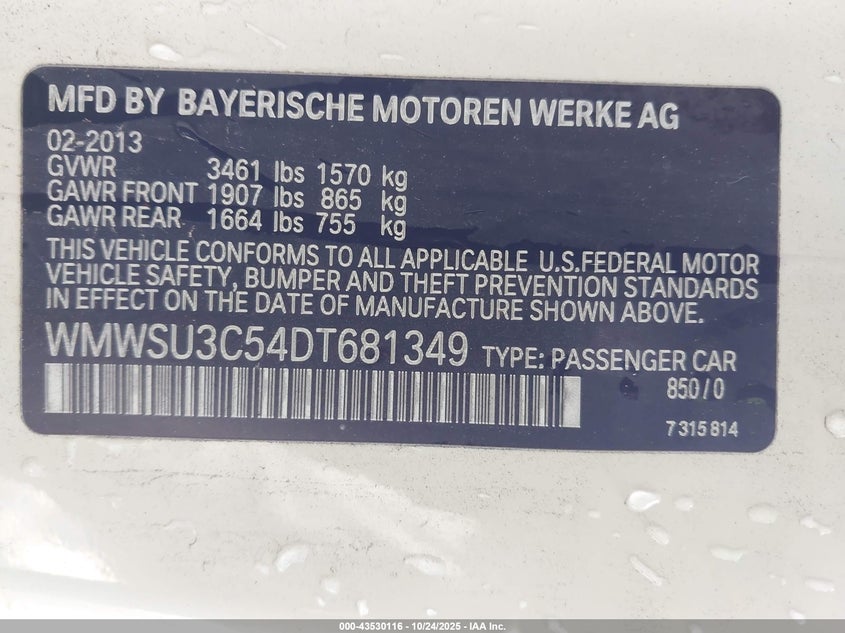 MFD BY BAYERISCHE MOTOREN WERKE AG
02-2013
GVWR 3461 lbs 1570 kg
GAWR FRONT 1907 lbs 865 kg
GAWR REAR 1664 lbs 755 kg
THIS VEHICLE CONFORMS TO ALL APPLICABLE U.S.FEDERAL MOTOR
VEHICLE SAFETY, BUMPER AND THEFT PREVENTION STANDARDS
IN EFFECT ON THE DATE OF MANUFACTURE SHOWN ABOVE.
WMWSU3C54DT681349 TYPE: PASSENGER CAR
850/0
7 315 814
000-43530116 - 10/24/2025 - IAA Inc.